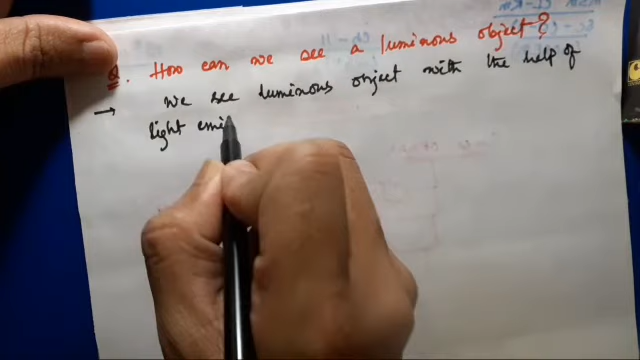 Q. How can we see a luminous object?
→ We see luminous object with the help of
light emi